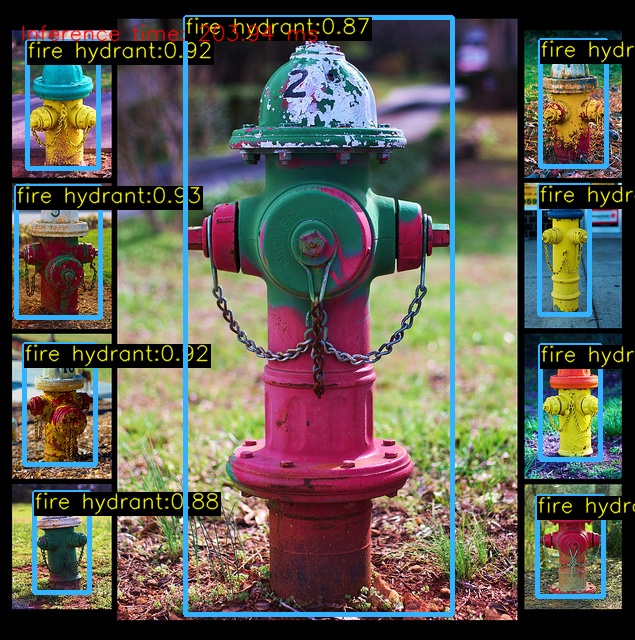 Inference time: 203.94 ms
fire hydrant:0.87
fire hydrant:0.92
fire hydr
2
fire hydrant:0.93
fire hydr
fire hydrant:0.92
fire hydr
fire hydrant:0.88
fire hydr